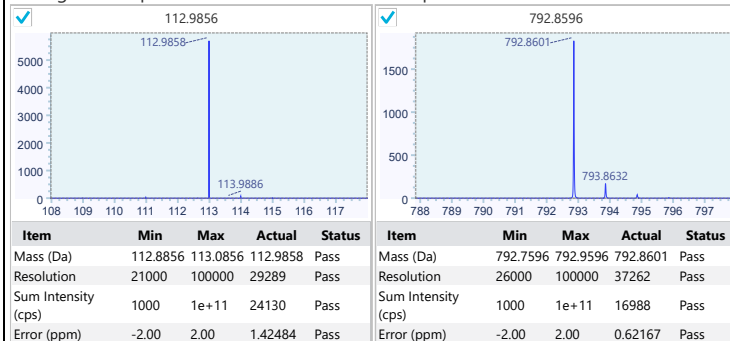 112.9856
112.9858
6000
5000
4000
3000
2000
1000
0
113.9886
108 109 110 111 112 113 114 115 116 117
Item Min Max Actual Status
Mass (Da) 112.8856 113.0856 112.9858 Pass
Resolution 21000 100000 29289 Pass
Sum Intensity
(cps) 1000 1e+11 24130 Pass
Error (ppm) -2.00 2.00 1.42484 Pass
792.8596
792.8601
1500
1000
500
0
793.8632
788 789 790 791 792 793 794 795 796 797
Item Min Max Actual Status
Mass (Da) 792.7596 792.9596 792.8601 Pass
Resolution 26000 100000 37262 Pass
Sum Intensity
(cps) 1000 1e+11 16988 Pass
Error (ppm) -2.00 2.00 0.62167 Pass